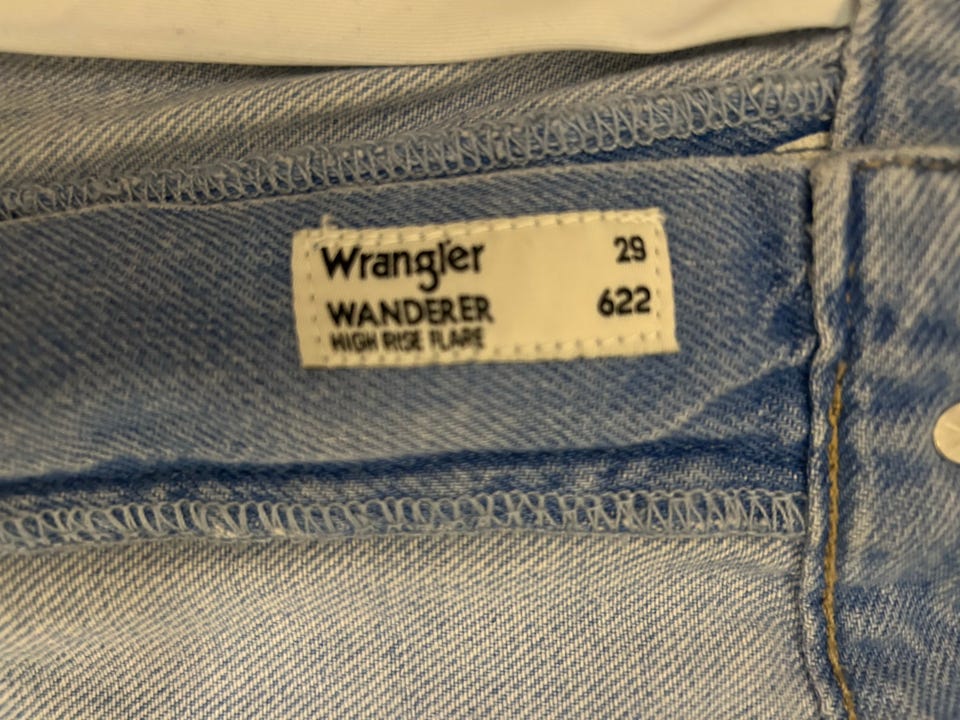 Wrangler 29
WANDERER 622
HIGH RISE FLARE